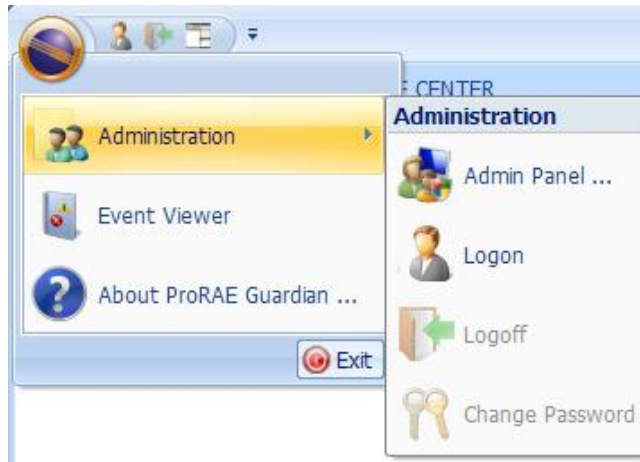 CENTER
Administration
Administration
Admin Panel ...
Event Viewer
Logon
About ProRAE Guardian ...
Logoff
Exit
Change Password